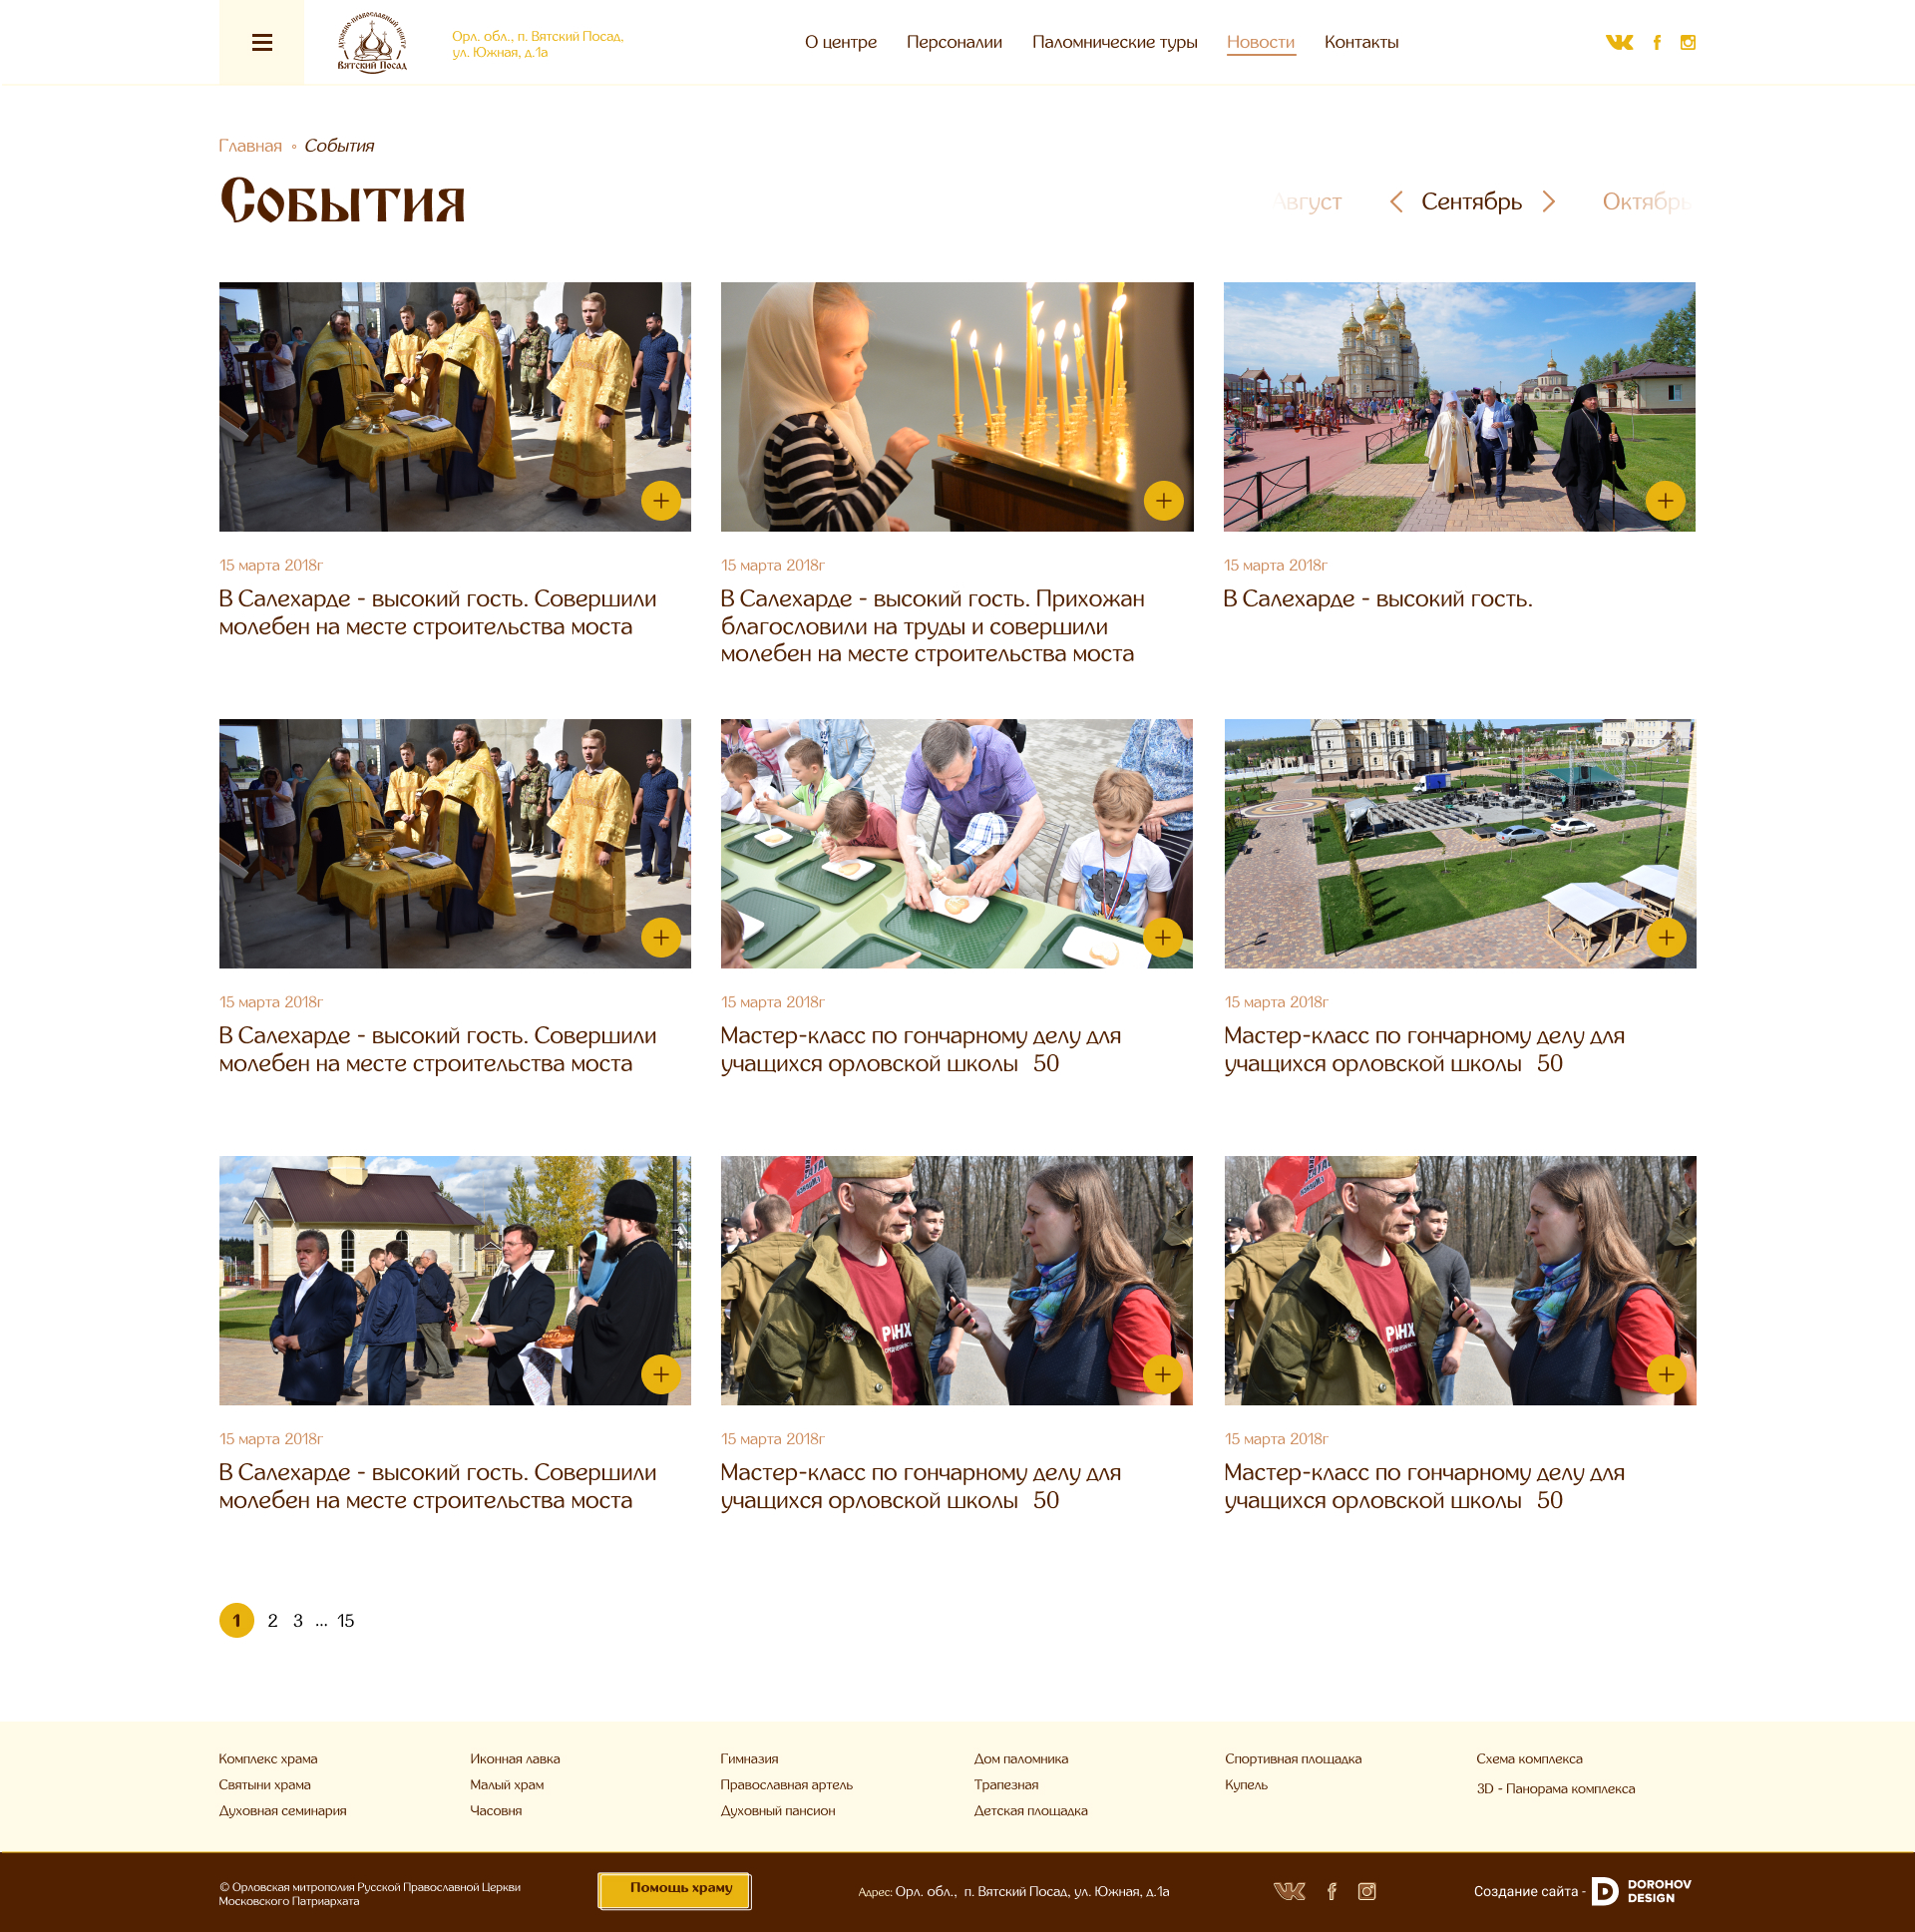 духовно-православный центр
Вятский Посад
Орл. обл., п. Вятский Посад,
ул. Южная, д.1а
О центре Персоналии Паломнические туры Новости Контакты
Главная События
События
Август Сентябрь Октябрь
15 марта 2018г
В Салехарде - высокий гость. Совершили
молебен на месте строительства моста
15 марта 2018г
В Салехарде - высокий гость. Прихожан
благословили на труды и совершили
молебен на месте строительства моста
15 марта 2018г
В Салехарде - высокий гость.
15 марта 2018г
В Салехарде - высокий гость. Совершили
молебен на месте строительства моста
15 марта 2018г
Мастер-класс по гончарному делу для
учащихся орловской школы 50
15 марта 2018г
Мастер-класс по гончарному делу для
учащихся орловской школы 50
15 марта 2018г
В Салехарде - высокий гость. Совершили
молебен на месте строительства моста
15 марта 2018г
Мастер-класс по гончарному делу для
учащихся орловской школы 50
15 марта 2018г
Мастер-класс по гончарному делу для
учащихся орловской школы 50
1 2 3 ... 15
Комплекс храма
Святыни храма
Духовная семинария
Иконная лавка
Малый храм
Часовня
Гимназия
Православная артель
Духовный пансион
Дом паломника
Трапезная
Детская площадка
Спортивная площадка
Купель
Схема комплекса
3D - Панорама комплекса
© Орловская митрополия Русской Православной Церкви
Московского Патриархата
Помощь храму
Адрес: Орл. обл., п. Вятский Посад, ул. Южная, д.1а
Создание сайта -
DOROHOV
DESIGN